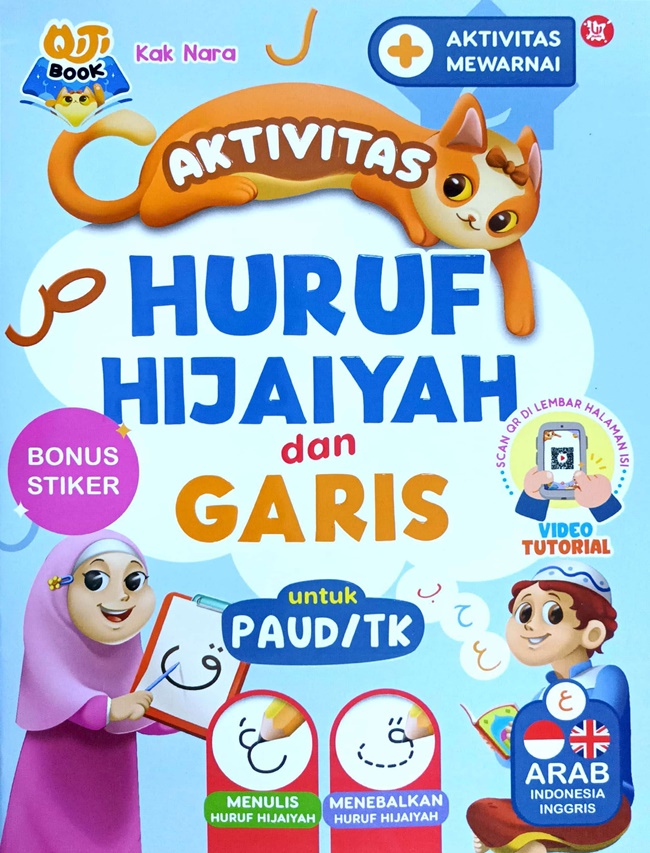 QiTi
BOOK
Kak Nara
ل
AKTIVITAS
MEWARNAI
AKTIVITAS
HURUF
HIJAIYAH
dan
GARIS
ص
BONUS
STIKER
SCAN QR DI LEMBAR HALAMAN ISI
VIDEO
TUTORIAL
untuk
PAUD/TK
ب
ح
ع
ق
غ
ق
MENULIS
HURUF HIJAIYAH
MENEBALKAN
HURUF HIJAIYAH
ع
ARAB
INDONESIA
INGGRIS